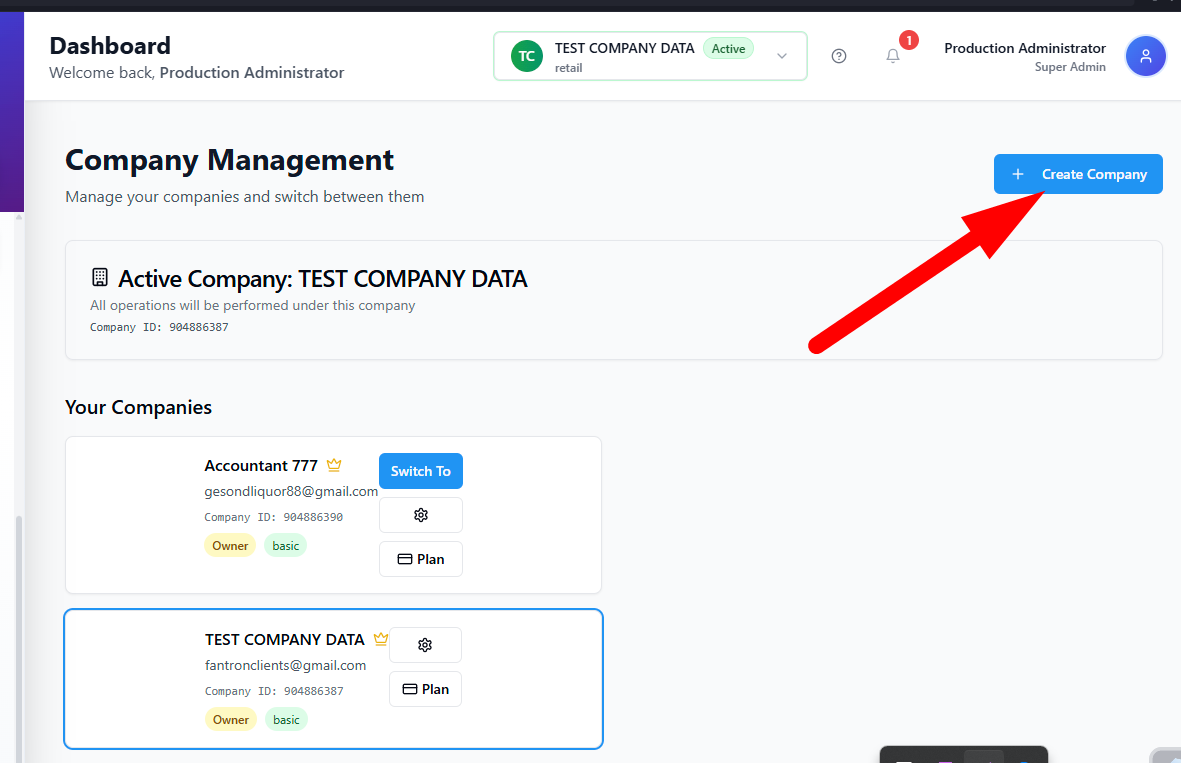 Dashboard
Welcome back, Production Administrator
TC
TEST COMPANY DATA
Active
retail
1
Production Administrator
Super Admin
Company Management
Manage your companies and switch between them
Create Company
Active Company: TEST COMPANY DATA
All operations will be performed under this company
Company ID: 904886387
Your Companies
Accountant 777
gesondliquor88@gmail.com
Company ID: 904886390
Owner
basic
Switch To
Plan
TEST COMPANY DATA
fantronclients@gmail.com
Company ID: 904886387
Owner
basic
Plan